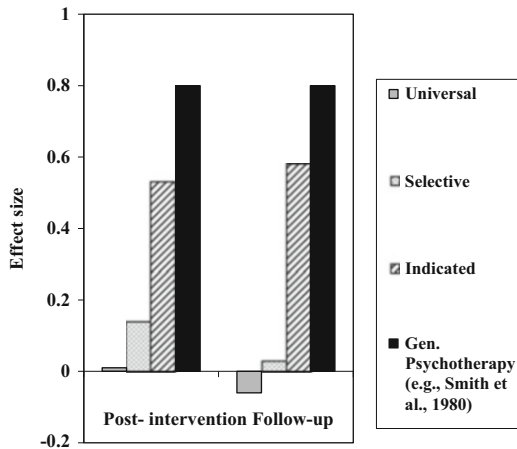 1
0.8
0.6
0.4
0.2
0
-0.2
Effect size
Post- intervention Follow-up
Universal
Selective
Indicated
Gen.
Psychotherapy
(e.g., Smith et
al., 1980)